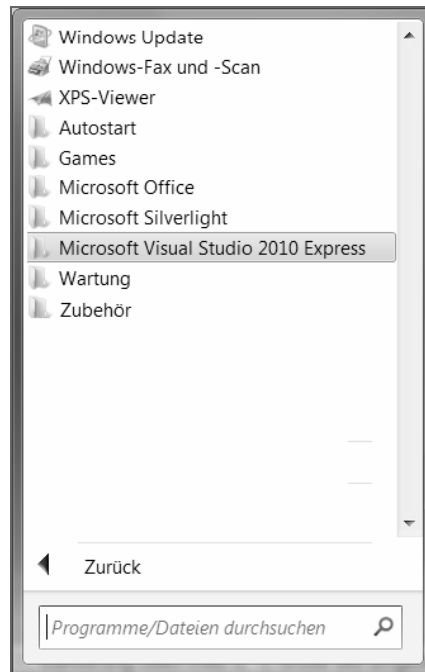 Windows Update
Windows-Fax und -Scan
XPS-Viewer
Autostart
Games
Microsoft Office
Microsoft Silverlight
Microsoft Visual Studio 2010 Express
Wartung
Zubehör
Zurück
Programme/Dateien durchsuchen